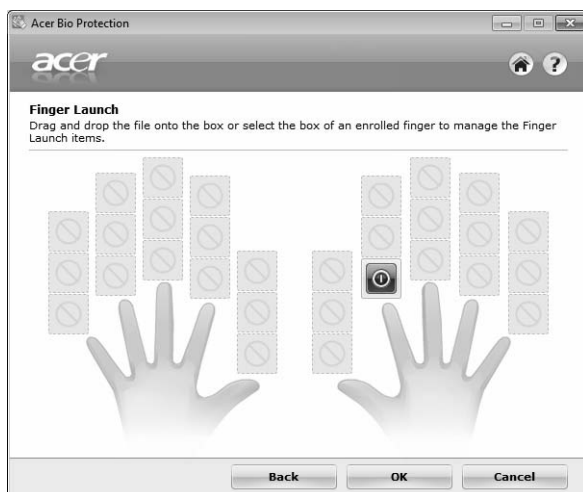 Acer Bio Protection
acer
?
Finger Launch
Drag and drop the file onto the box or select the box of an enrolled finger to manage the Finger
Launch items.
Back
OK
Cancel